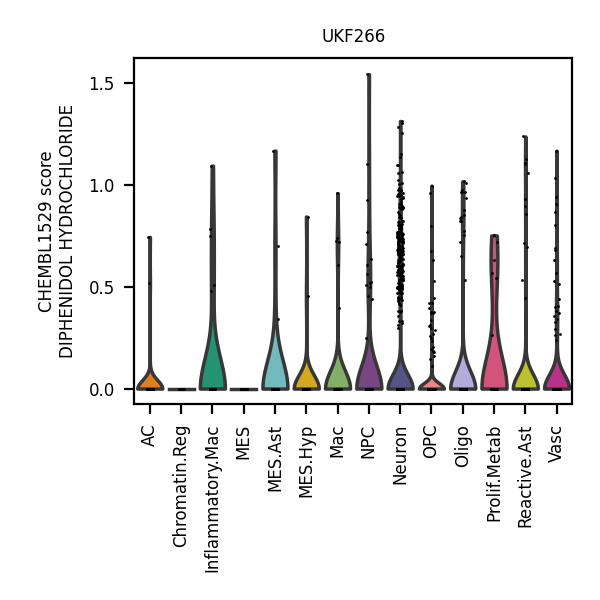 UKF266
CHEMBL1529 score
DIPHENIDOL HYDROCHLORIDE
1.5
1.0
0.5
0.0
AC
Chromatin.Reg
Inflammatory.Mac
MES
MES.Ast
MES.Hyp
Mac
NPC
Neuron
OPC
Oligo
Prolif.Metab
Reactive.Ast
Vasc